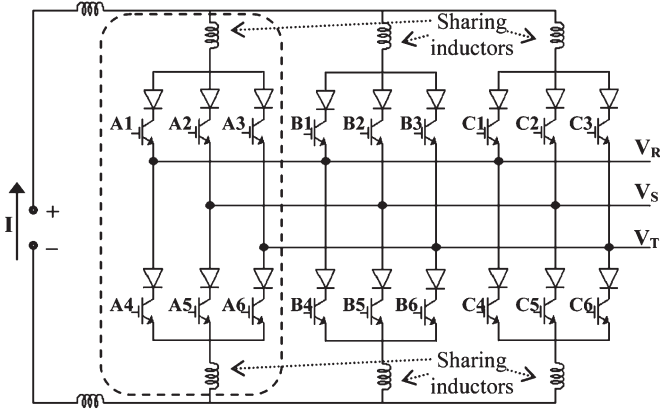 Sharing
inductors
A1 A2 A3 B1 B2 B3 C1 C2 C3
V_R
V_S
I + −
V_T
A4 A5 A6 B4 B5 B6 C4 C5 C6
Sharing
inductors